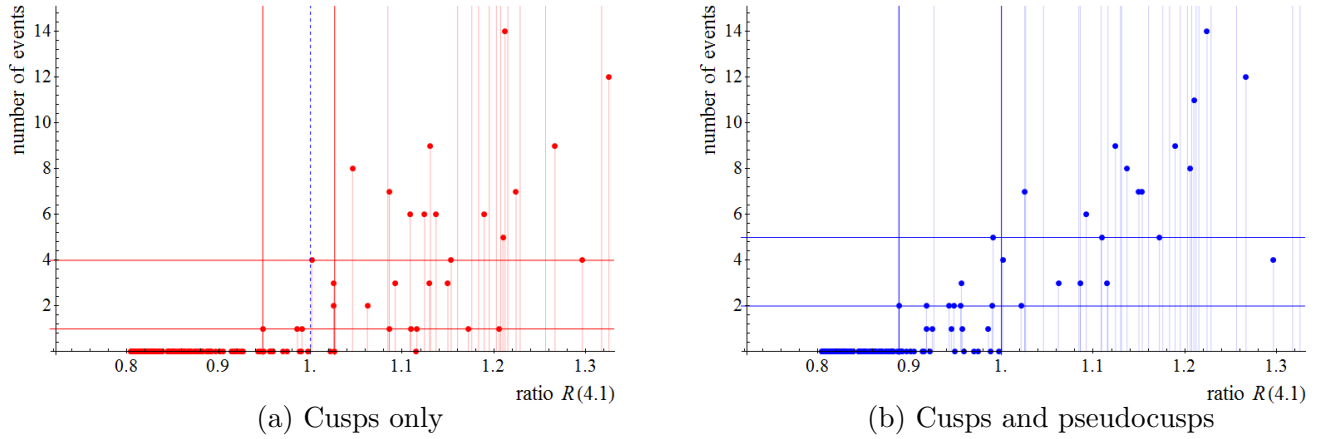 number of events
14
12
10
8
6
4
2
0.8 0.9 1. 1.1 1.2 1.3
ratio R(4.1)
(a) Cusps only
number of events
14
12
10
8
6
4
2
0.8 0.9 1.0 1.1 1.2 1.3
ratio R(4.1)
(b) Cusps and pseudocusps